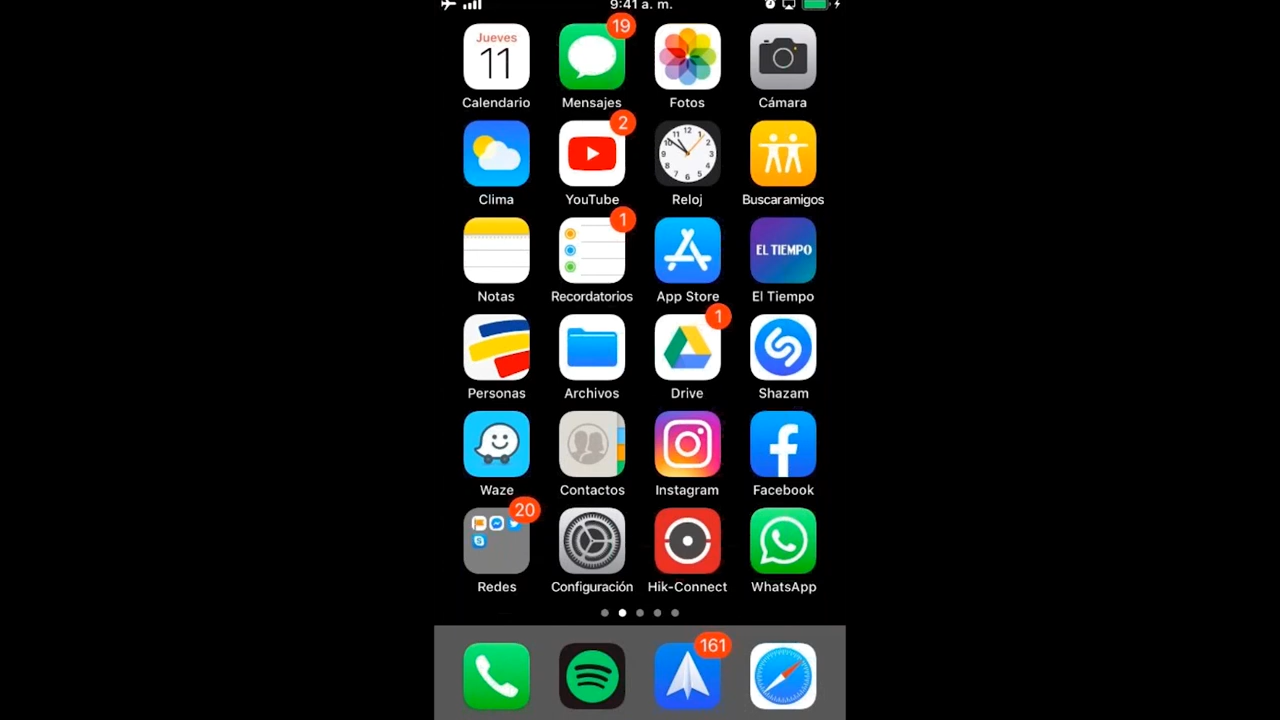 9:41 a. m.
19
Jueves
11
Calendario Mensajes Fotos Cámara
2
Clima YouTube Reloj Buscar amigos
1
EL TIEMPO
Notas Recordatorios App Store El Tiempo
1
Personas Archivos Drive Shazam
Waze Contactos Instagram Facebook
20
Redes Configuración Hik-Connect WhatsApp
161